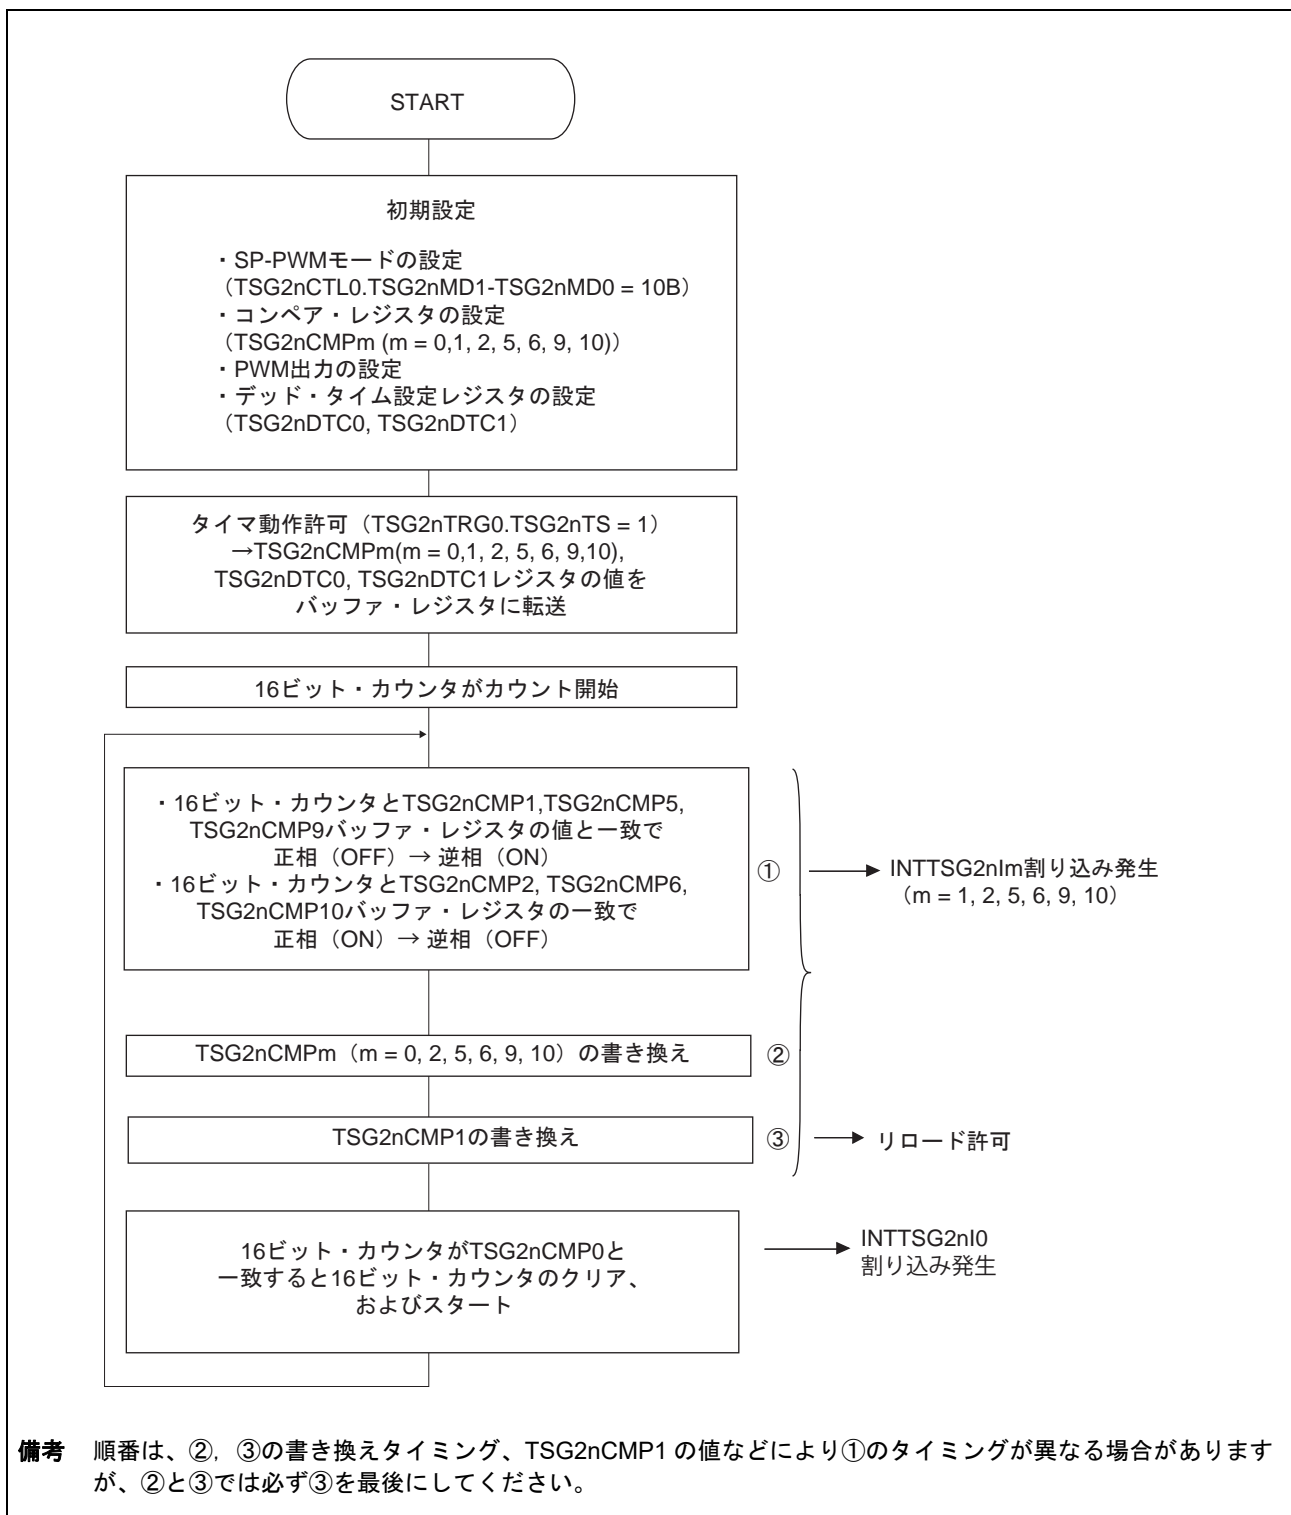 START
初期設定
・SP-PWMモードの設定
（TSG2nCTL0.TSG2nMD1-TSG2nMD0 = 10B）
・コンペア・レジスタの設定
（TSG2nCMPm (m = 0,1, 2, 5, 6, 9, 10)）
・PWM出力の設定
・デッド・タイム設定レジスタの設定
（TSG2nDTC0, TSG2nDTC1）
タイマ動作許可（TSG2nTRG0.TSG2nTS = 1）
→TSG2nCMPm(m = 0,1, 2, 5, 6, 9,10),
TSG2nDTC0, TSG2nDTC1レジスタの値を
バッファ・レジスタに転送
16ビット・カウンタがカウント開始
・16ビット・カウンタとTSG2nCMP1,TSG2nCMP5,
TSG2nCMP9バッファ・レジスタの値と一致で
正相（OFF）→ 逆相（ON）
・16ビット・カウンタとTSG2nCMP2, TSG2nCMP6,
TSG2nCMP10バッファ・レジスタの一致で
正相（ON）→ 逆相（OFF）
①
INTTSG2nIm割り込み発生
（m = 1, 2, 5, 6, 9, 10）
TSG2nCMPm（m = 0, 2, 5, 6, 9, 10）の書き換え
②
TSG2nCMP1の書き換え
③
リロード許可
16ビット・カウンタがTSG2nCMP0と
一致すると16ビット・カウンタのクリア、
およびスタート
INTTSG2nI0
割り込み発生
備考 順番は、②, ③の書き換えタイミング、TSG2nCMP1 の値などにより①のタイミングが異なる場合があります
が、②と③では必ず③を最後にしてください。